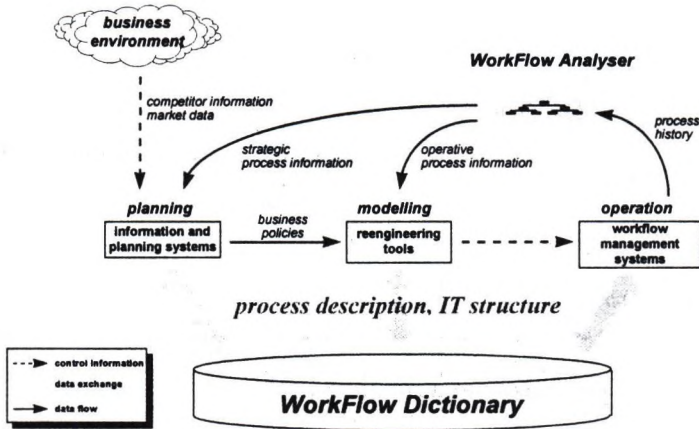 business
environment
WorkFlow Analyser
competitor information
market data
process
history
strategic
process information
operative
process information
planning
modelling
operation
information and
planning systems
business
policies
reengineering
tools
workflow
management
systems
process description, IT structure
control information
data exchange
data flow
WorkFlow Dictionary